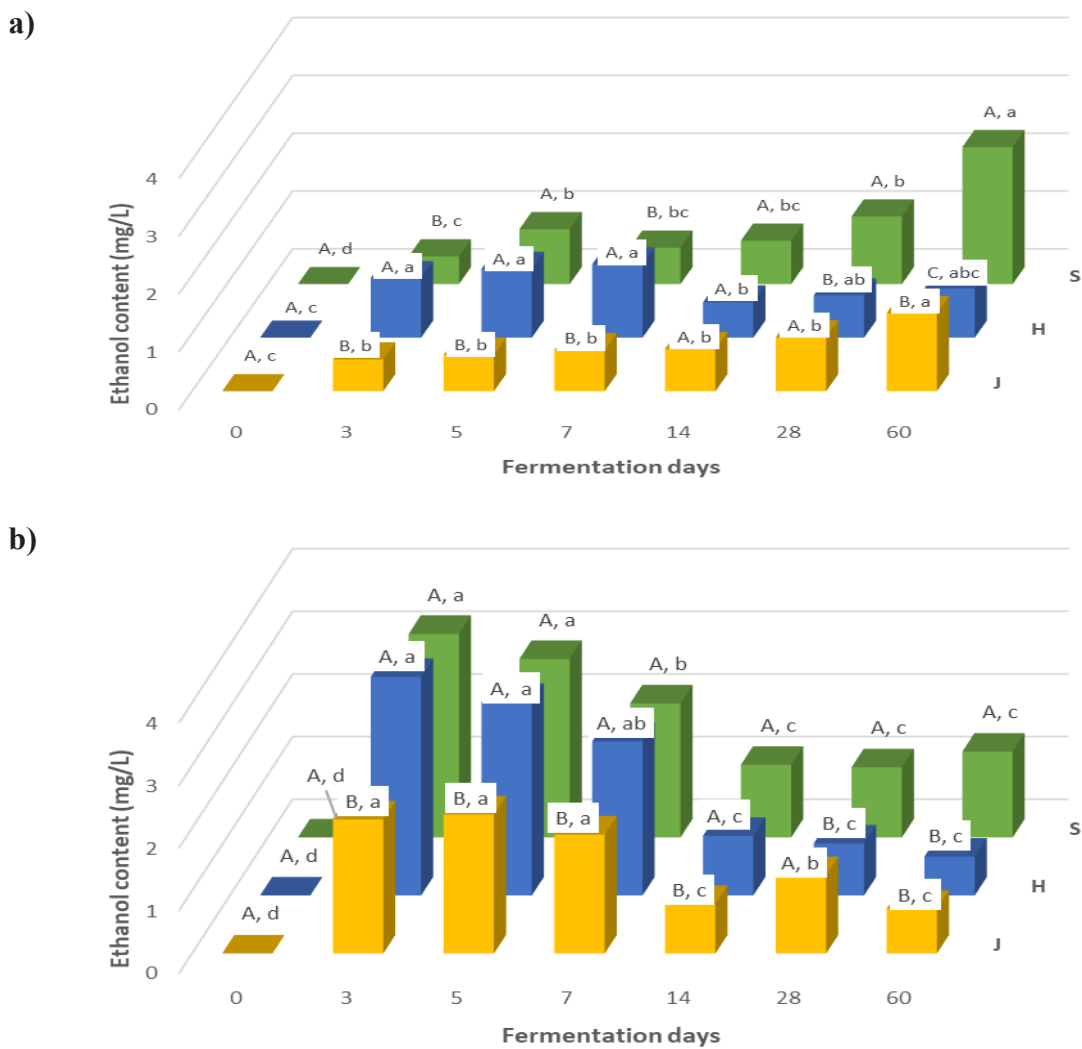 a)
A, a
A, b
A, b
B, c
B, bc
A, bc
A, d
A, a
A, a
A, a
A, b
B, ab
C, abc
A, c
B, b
B, b
B, b
A, b
A, b
B, a
A, c
4
3
2
1
0
Ethanol content (mg/L)
S
H
J
0 3 5 7 14 28 60
Fermentation days
b)
A, a
A, a
A, b
A, c
A, c
A, c
A, d
A, a
A, a
A, ab
A, c
B, c
B, c
A, d
B, a
B, a
B, a
B, c
A, b
B, c
A, d
4
3
2
1
0
Ethanol content (mg/L)
S
H
J
0 3 5 7 14 28 60
Fermentation days